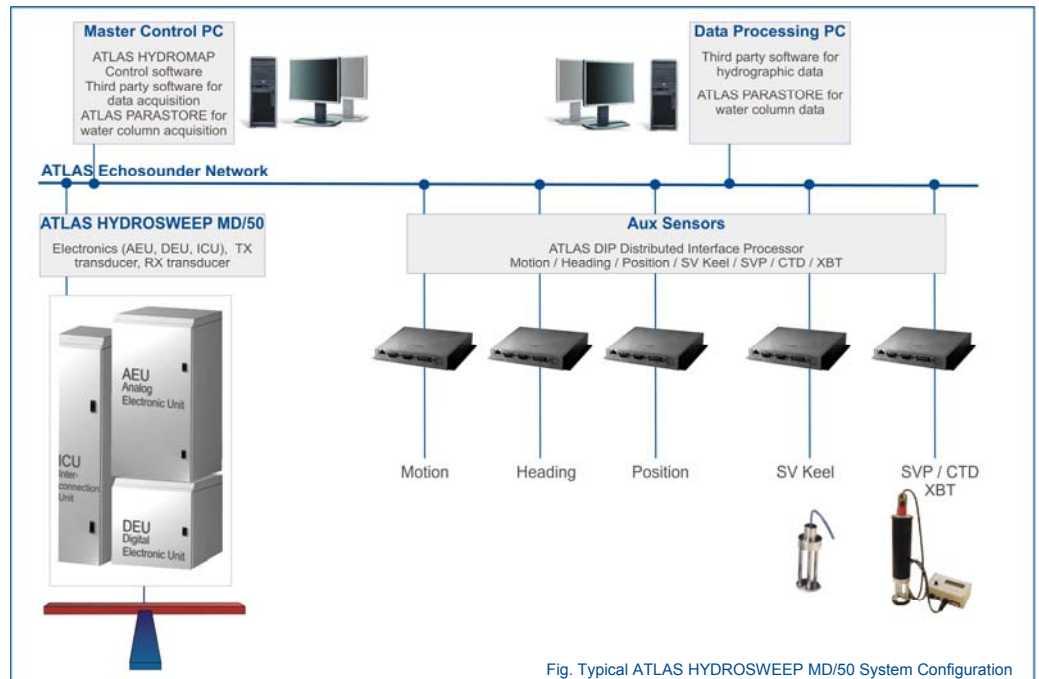 Master Control PC
ATLAS HYDROMAP
Control software
Third party software for
data acquisition
ATLAS PARASTORE for
water column acquisition
Data Processing PC
Third party software for
hydrographic data
ATLAS PARASTORE for
water column data
ATLAS Echosounder Network
ATLAS HYDROSWEEP MD/50
Electronics (AEU, DEU, ICU), TX
transducer, RX transducer
Aux Sensors
ATLAS DIP Distributed Interface Processor
Motion / Heading / Position / SV Keel / SVP / CTD / XBT
AEU
Analog
Electronic Unit
ICU
Inter-
connection
Unit
DEU
Digital
Electronic Unit
Motion
Heading
Position
SV Keel
SVP / CTD
XBT
Fig. Typical ATLAS HYDROSWEEP MD/50 System Configuration